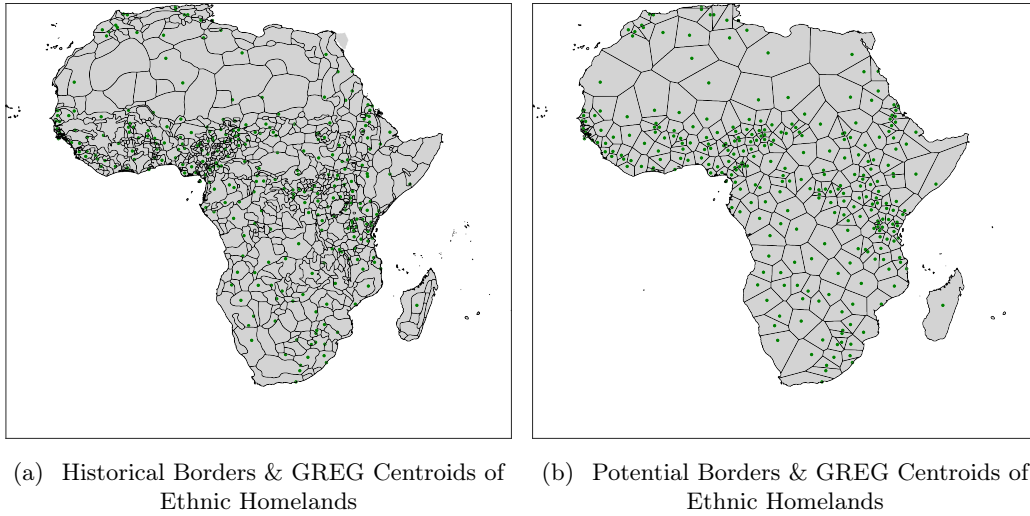 (a) Historical Borders & GREG Centroids of
Ethnic Homelands
(b) Potential Borders & GREG Centroids of
Ethnic Homelands